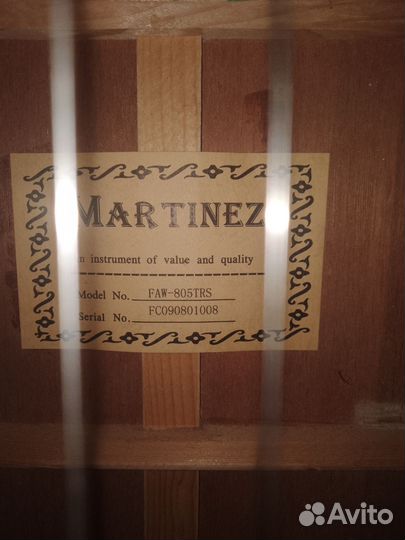 MARTINEZ
n instrument of value and quality
Model No. FAW-805TRS
Serial No. FC090801008
Avito